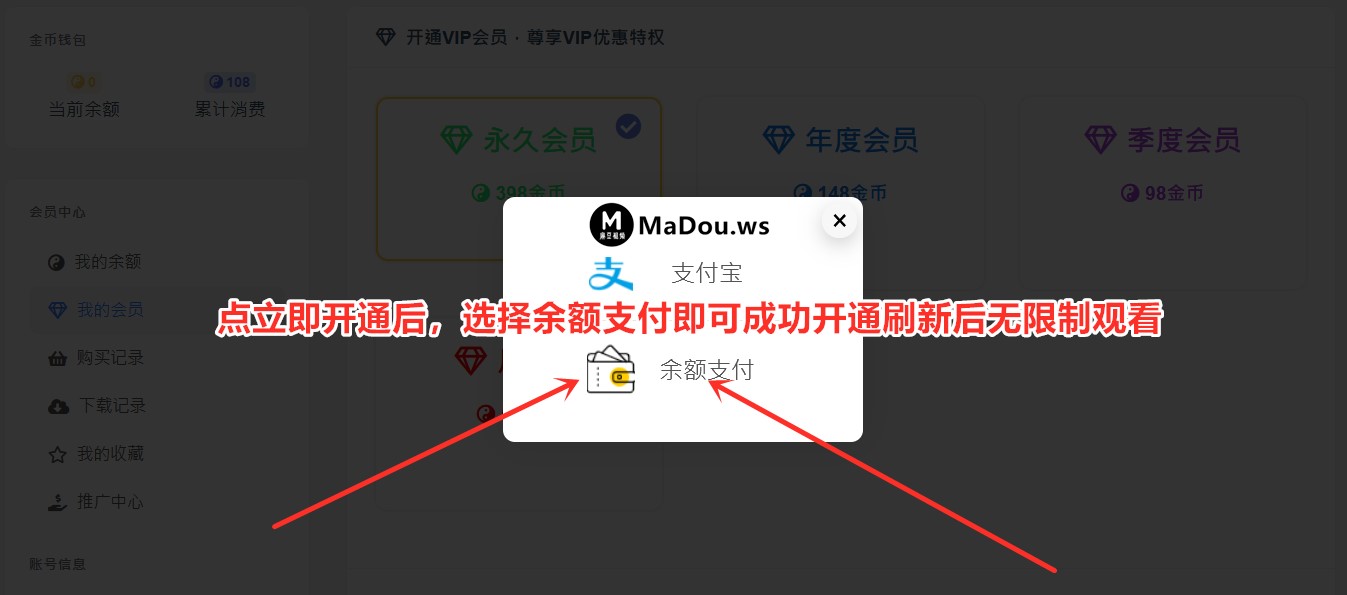 金币钱包
0
108
当前余额
累计消费
会员中心
我的余额
我的会员
购买记录
下载记录
我的收藏
推广中心
账号信息
开通VIP会员 · 尊享VIP优惠特权
永久会员
398金币
年度会员
148金币
季度会员
98金币
M
MaDou.ws
支付宝
点立即开通后，选择余额支付即可成功开通刷新后无限制观看
余额支付